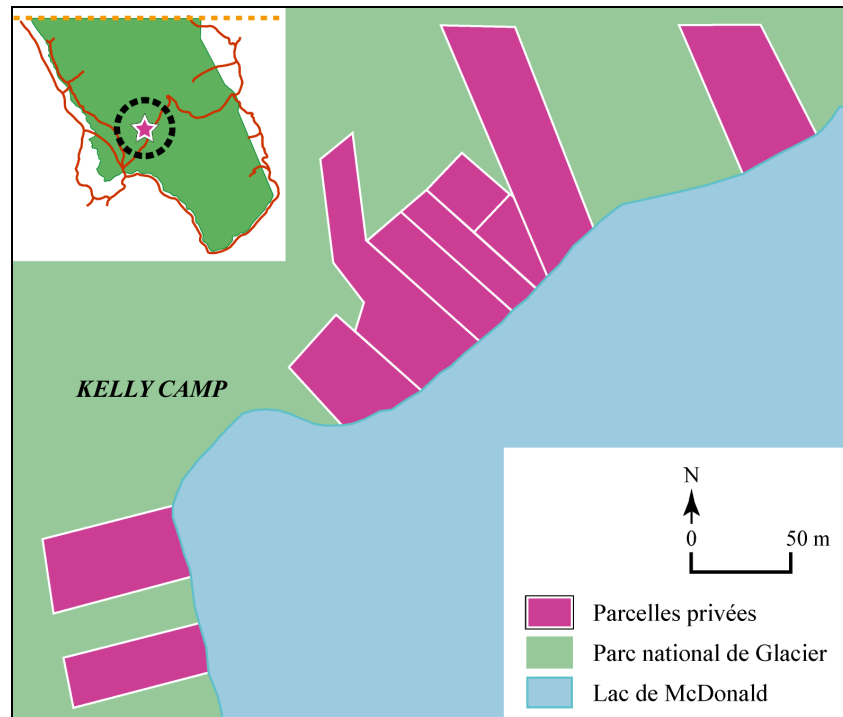 KELLY CAMP
N
0 50 m
Parcelles privées
Parc national de Glacier
Lac de McDonald